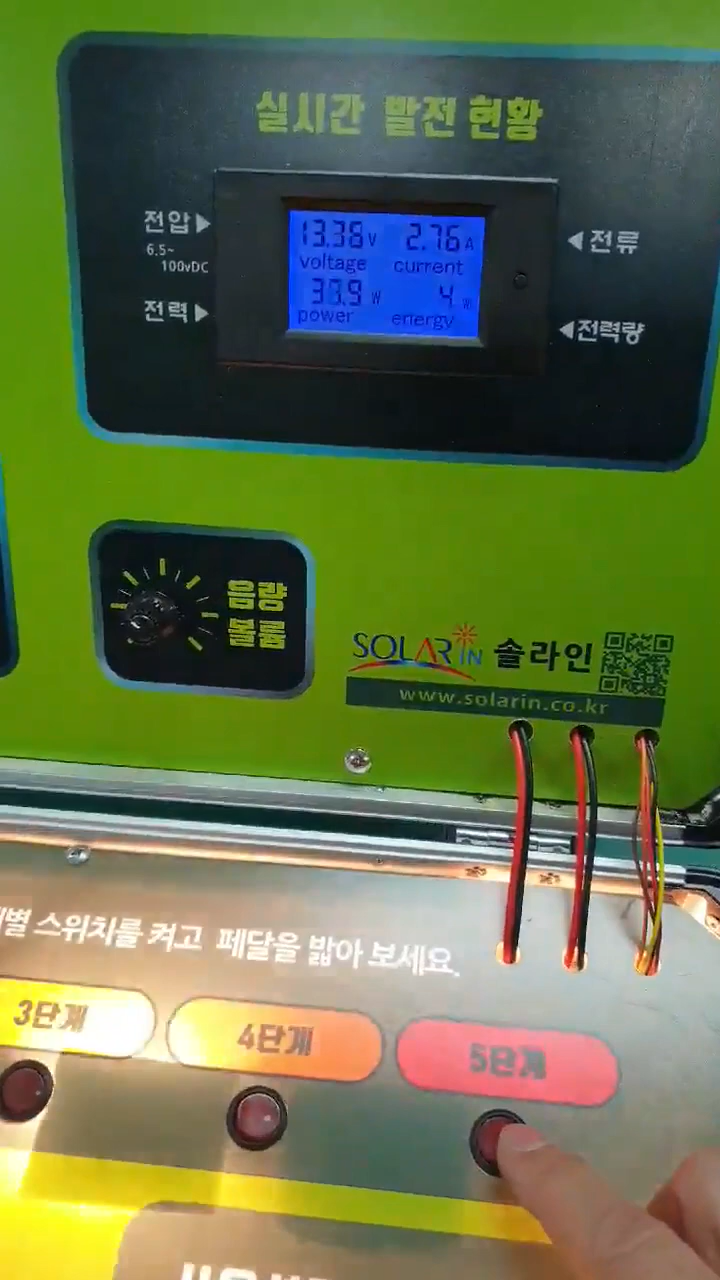 실시간 발전 현황
전압▶
6.5~
100vDC
전력▶
13.38V 2.76A
voltage current
W 4
power energy
◀전류
◀전력량
음량
볼륨
SOLARIN 솔라인
www.solarin.co.kr
스위치를 켜고 페달을 밟아 보세요.
3단계
4단계
5단계